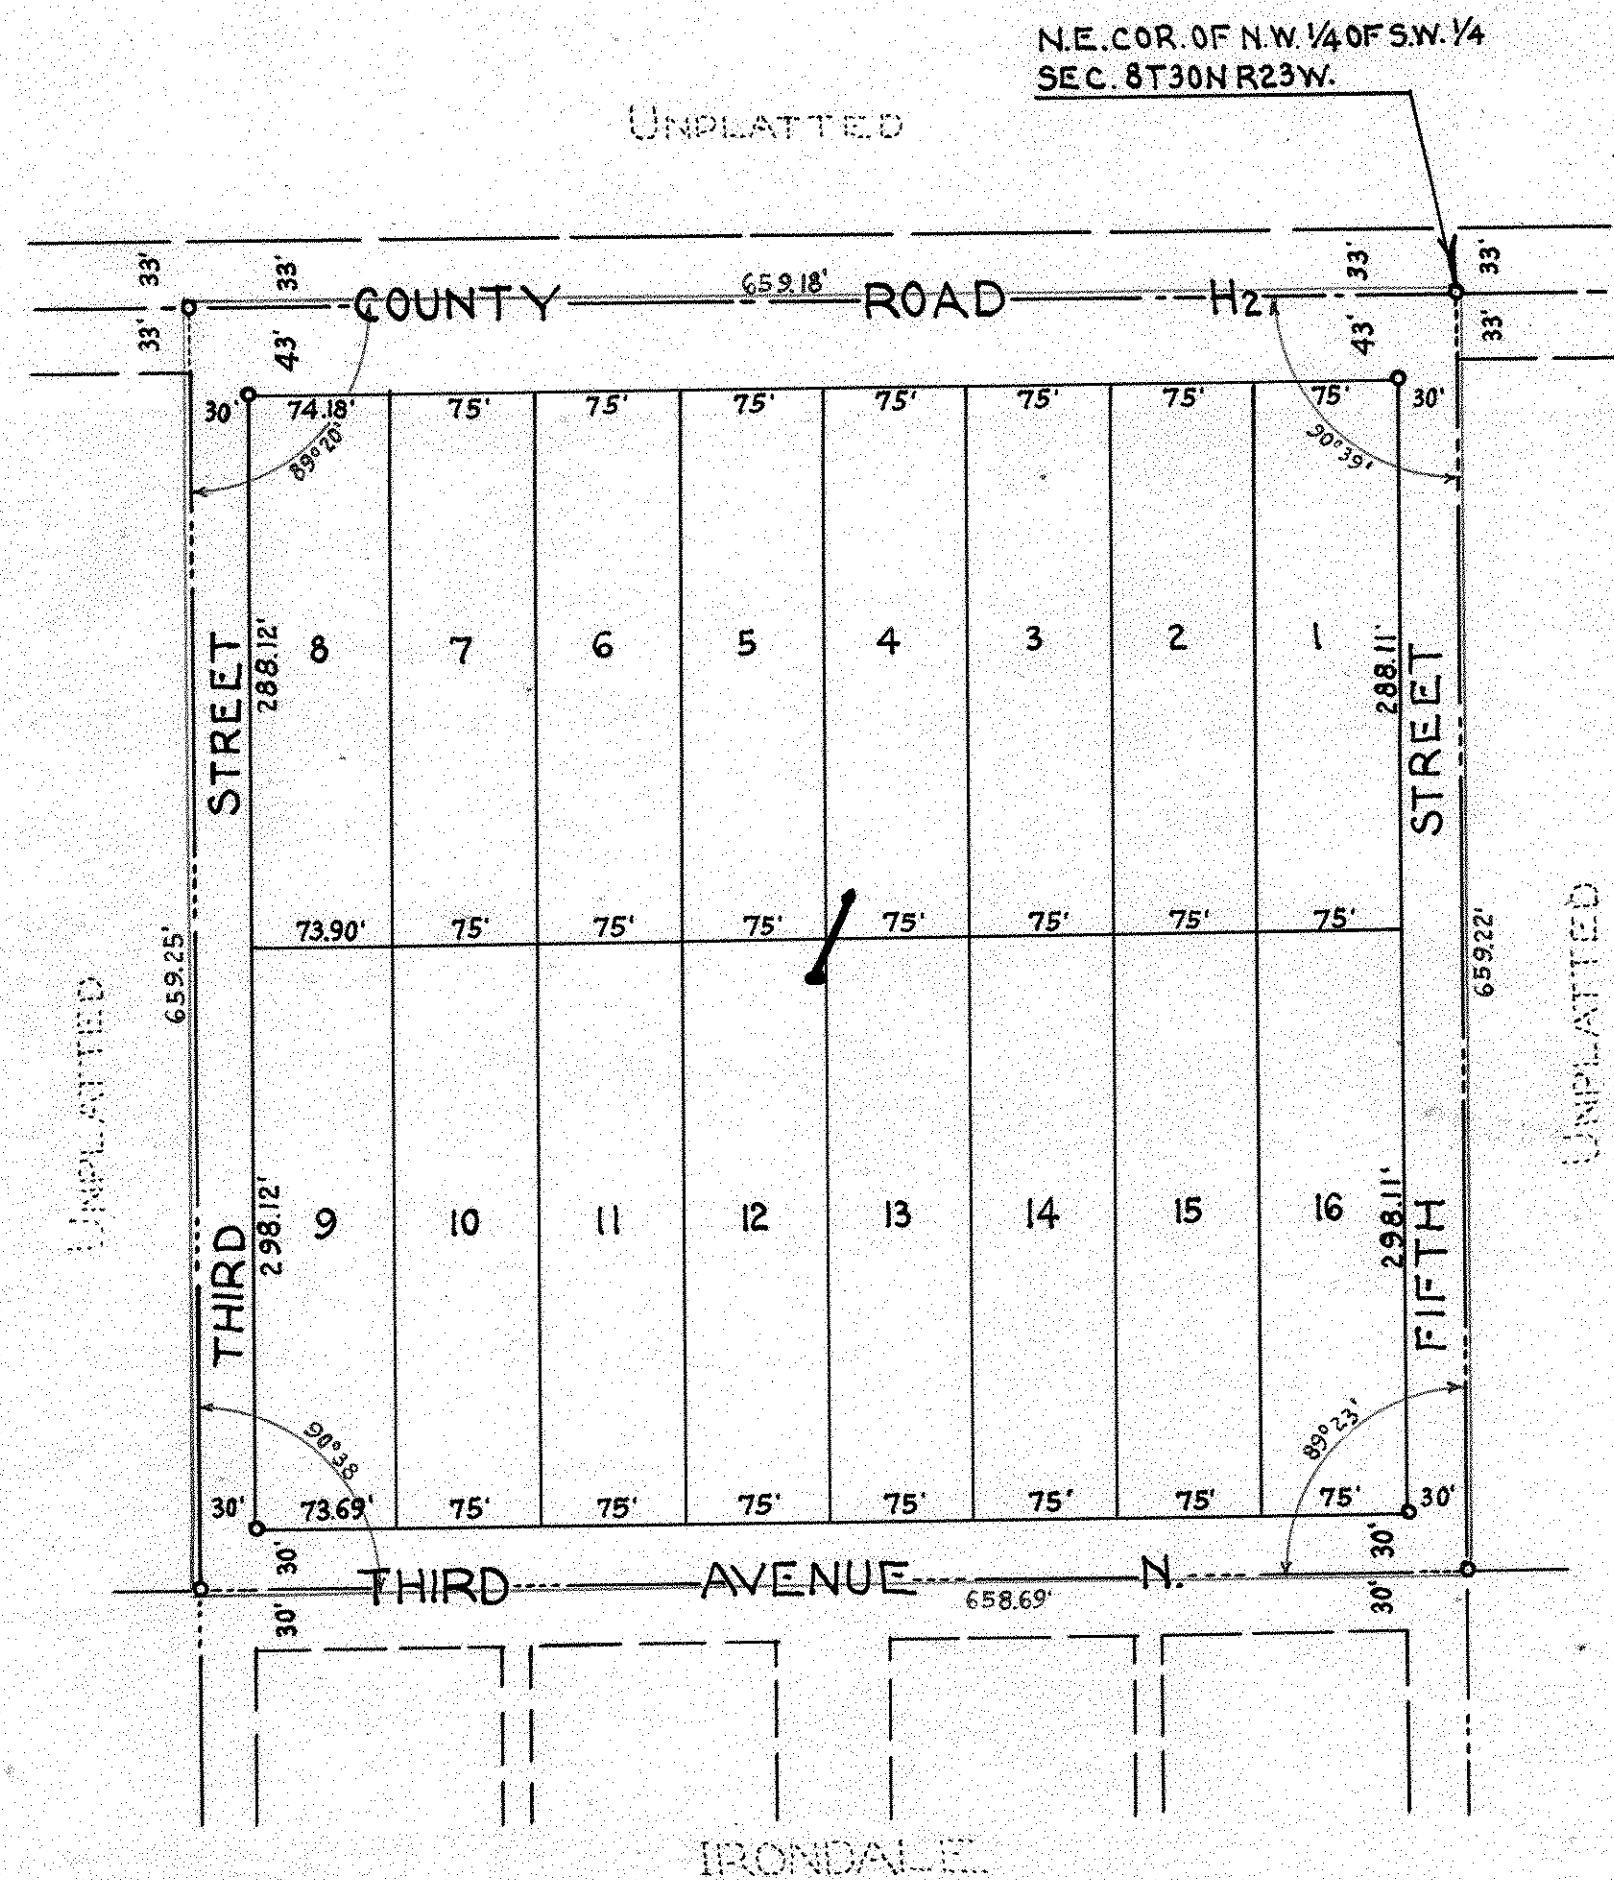 N.E. COR. OF N.W. 1/4 OF S.W. 1/4
SEC. 8 T30N R23W.
UNPLATTED
33' 33' 33' 33'
COUNTY 659.18' ROAD H2
33' 43' 43' 33'
30' 74.18' 75' 75' 75' 75' 75' 75' 75' 30'
89°20' 90°39'
STREET 288.12' 8 7 6 5 4 3 2 1 288.11' STREET
73.90' 75' 75' 75' 75' 75' 75' 75'
1
659.25' 659.22'
UNPLATTED UNPLATTED
THIRD 298.12' 9 10 11 12 13 14 15 16 298.11' FIFTH
90°38 89°23'
30' 73.69' 75' 75' 75' 75' 75' 75' 75' 30'
30' 30'
THIRD AVENUE N.
658.69'
30' 30'
IRONDALE